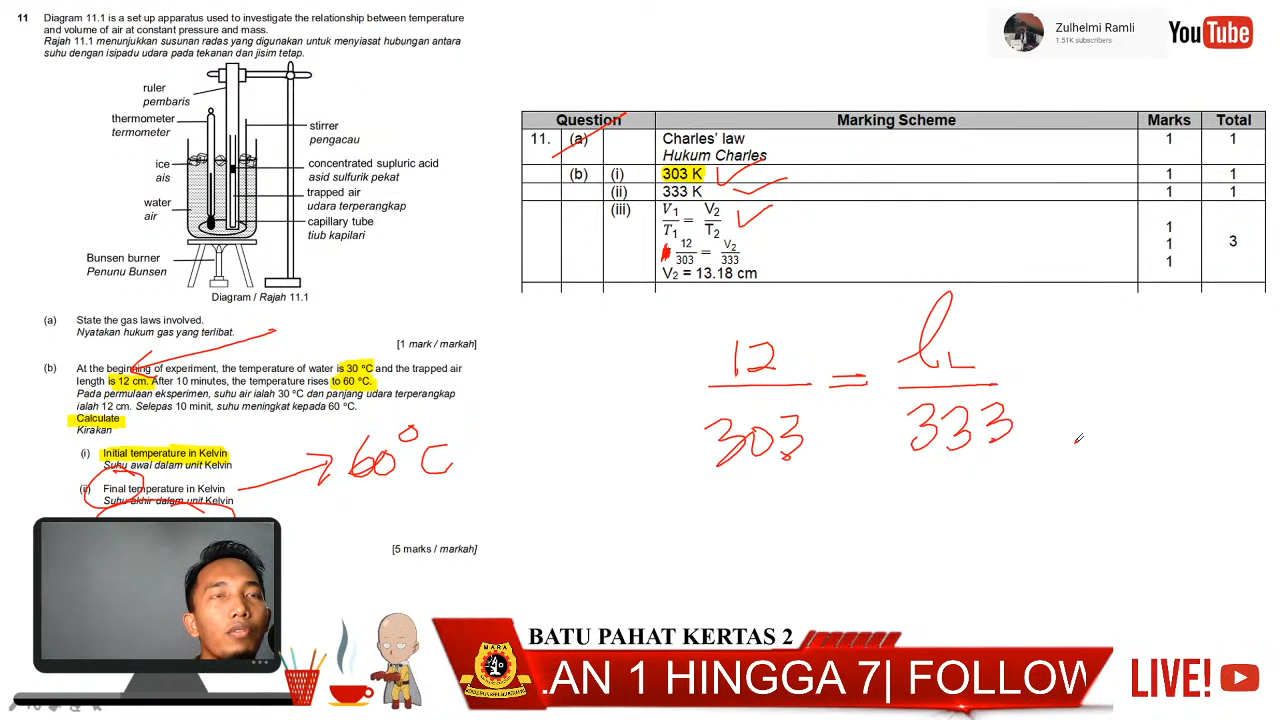 11 Diagram 11.1 is a set up apparatus used to investigate the relationship between temperature
and volume of air at constant pressure and mass.
Rajah 11.1 menunjukkan susunan radas yang digunakan untuk menyiasat hubungan antara
suhu dengan isipadu udara pada tekanan dan jisim tetap.
ruler
pembaris
thermometer
termometer
ice
ais
water
air
Bunsen burner
Penunu Bunsen
stirrer
pengacau
concentrated supluric acid
asid sulfurik pekat
trapped air
udara terperangkap
capillary tube
tiub kapilari
Diagram / Rajah 11.1
(a) State the gas laws involved.
Nyatakan hukum gas yang terlibat.
[1 mark / markah]
(b) At the beginning of experiment, the temperature of water is 30 °C and the trapped air
length is 12 cm. After 10 minutes, the temperature rises to 60 °C.
Pada permulaan eksperimen, suhu air ialah 30 °C dan panjang udara terperangkap
ialah 12 cm. Selepas 10 minit, suhu meningkat kepada 60 °C.
Calculate
Kirakan
(i) Initial temperature in Kelvin
Suhu awal dalam unit Kelvin
(ii) Final temperature in Kelvin
Suhu akhir dalam unit Kelvin
60°C
[5 marks / markah]
Zulhelmi Ramli
1.51K subscribers
YouTube
Question Marking Scheme Marks Total
11. (a) Charles' law 1 1
Hukum Charles
(b) (i) 303 K 1 1
(ii) 333 K 1 1
(iii) V1/T1 = V2/T2 1
12/303 = V2/333 1 3
V2 = 13.18 cm 1
12/303 = l2/333
BATU PAHAT KERTAS 2
LAN 1 HINGGA 7| FOLLOW
MARA
LIVE!